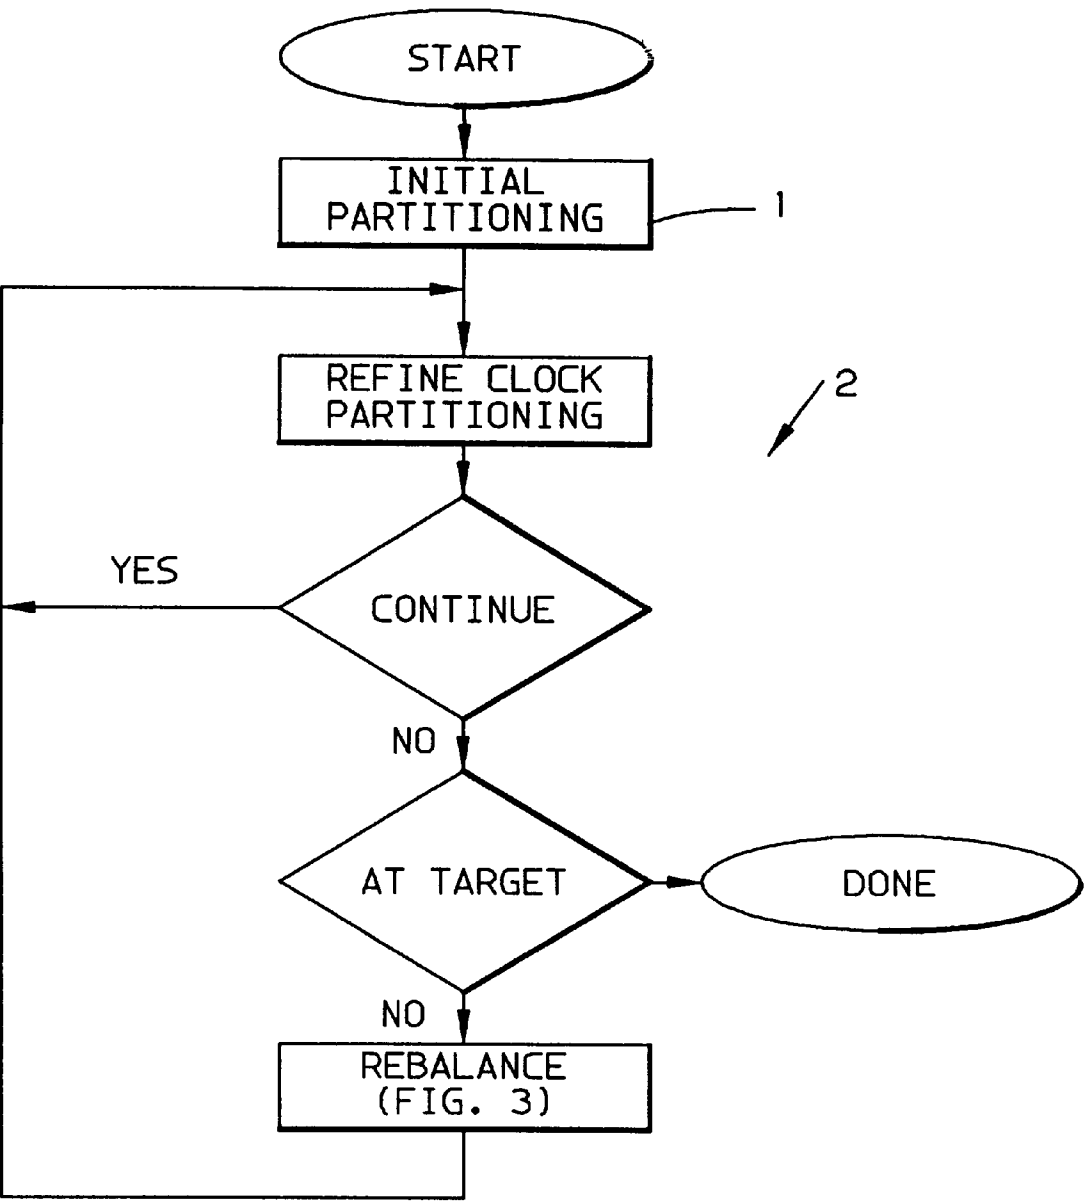 START
INITIAL
PARTITIONING
1
REFINE CLOCK
PARTITIONING
2
YES
CONTINUE
NO
AT TARGET
DONE
NO
REBALANCE
(FIG. 3)